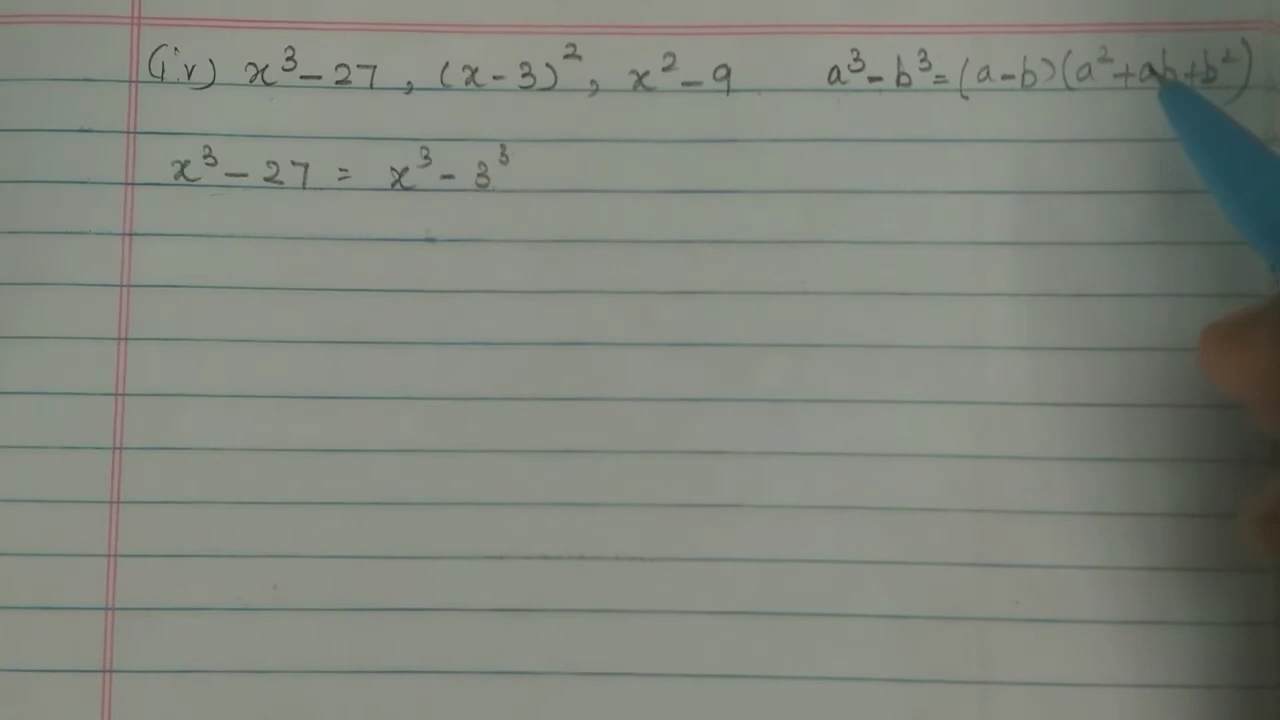 (iv) x³ - 27 , (x - 3)², x² - 9 a³ - b³ = (a - b) (a² + ab + b²)
x³ - 27 = x³ - 3³